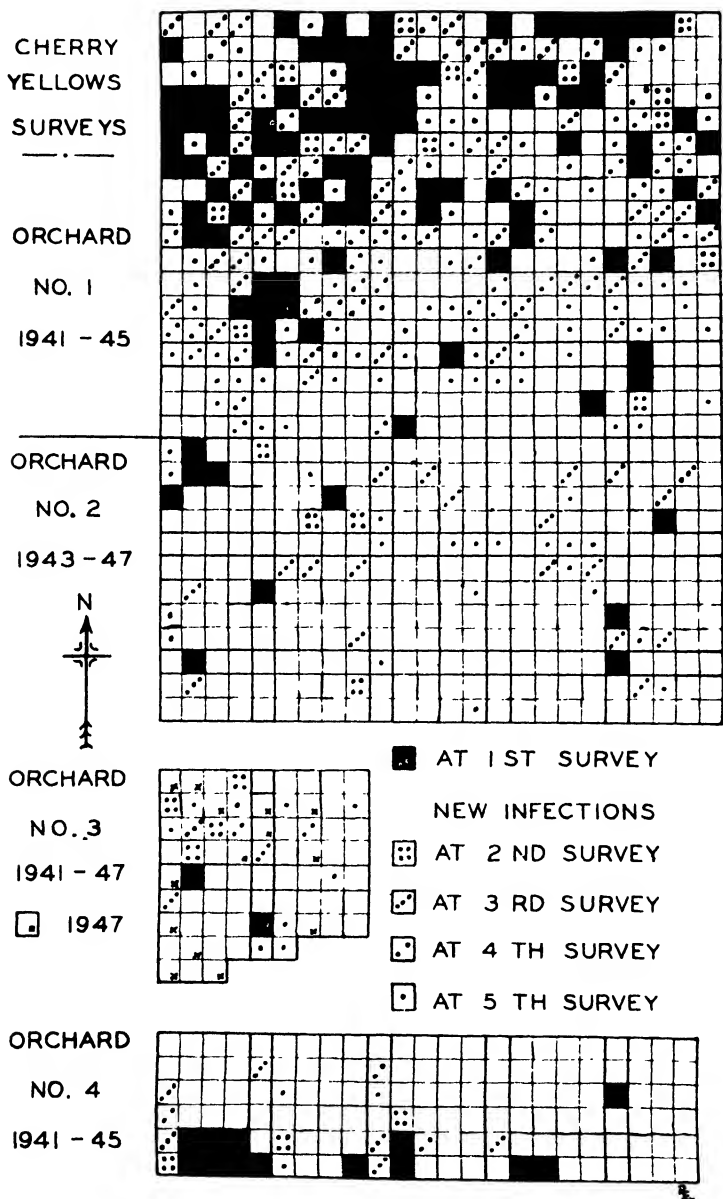 CHERRY
YELLOWS
SURVEYS
ORCHARD
NO. 1
1941 - 45
ORCHARD
NO. 2
1943 - 47
N
ORCHARD
NO. 3
1941 - 47
1947
AT 1ST SURVEY
NEW INFECTIONS
AT 2ND SURVEY
AT 3RD SURVEY
AT 4TH SURVEY
AT 5TH SURVEY
ORCHARD
NO. 4
1941 - 45